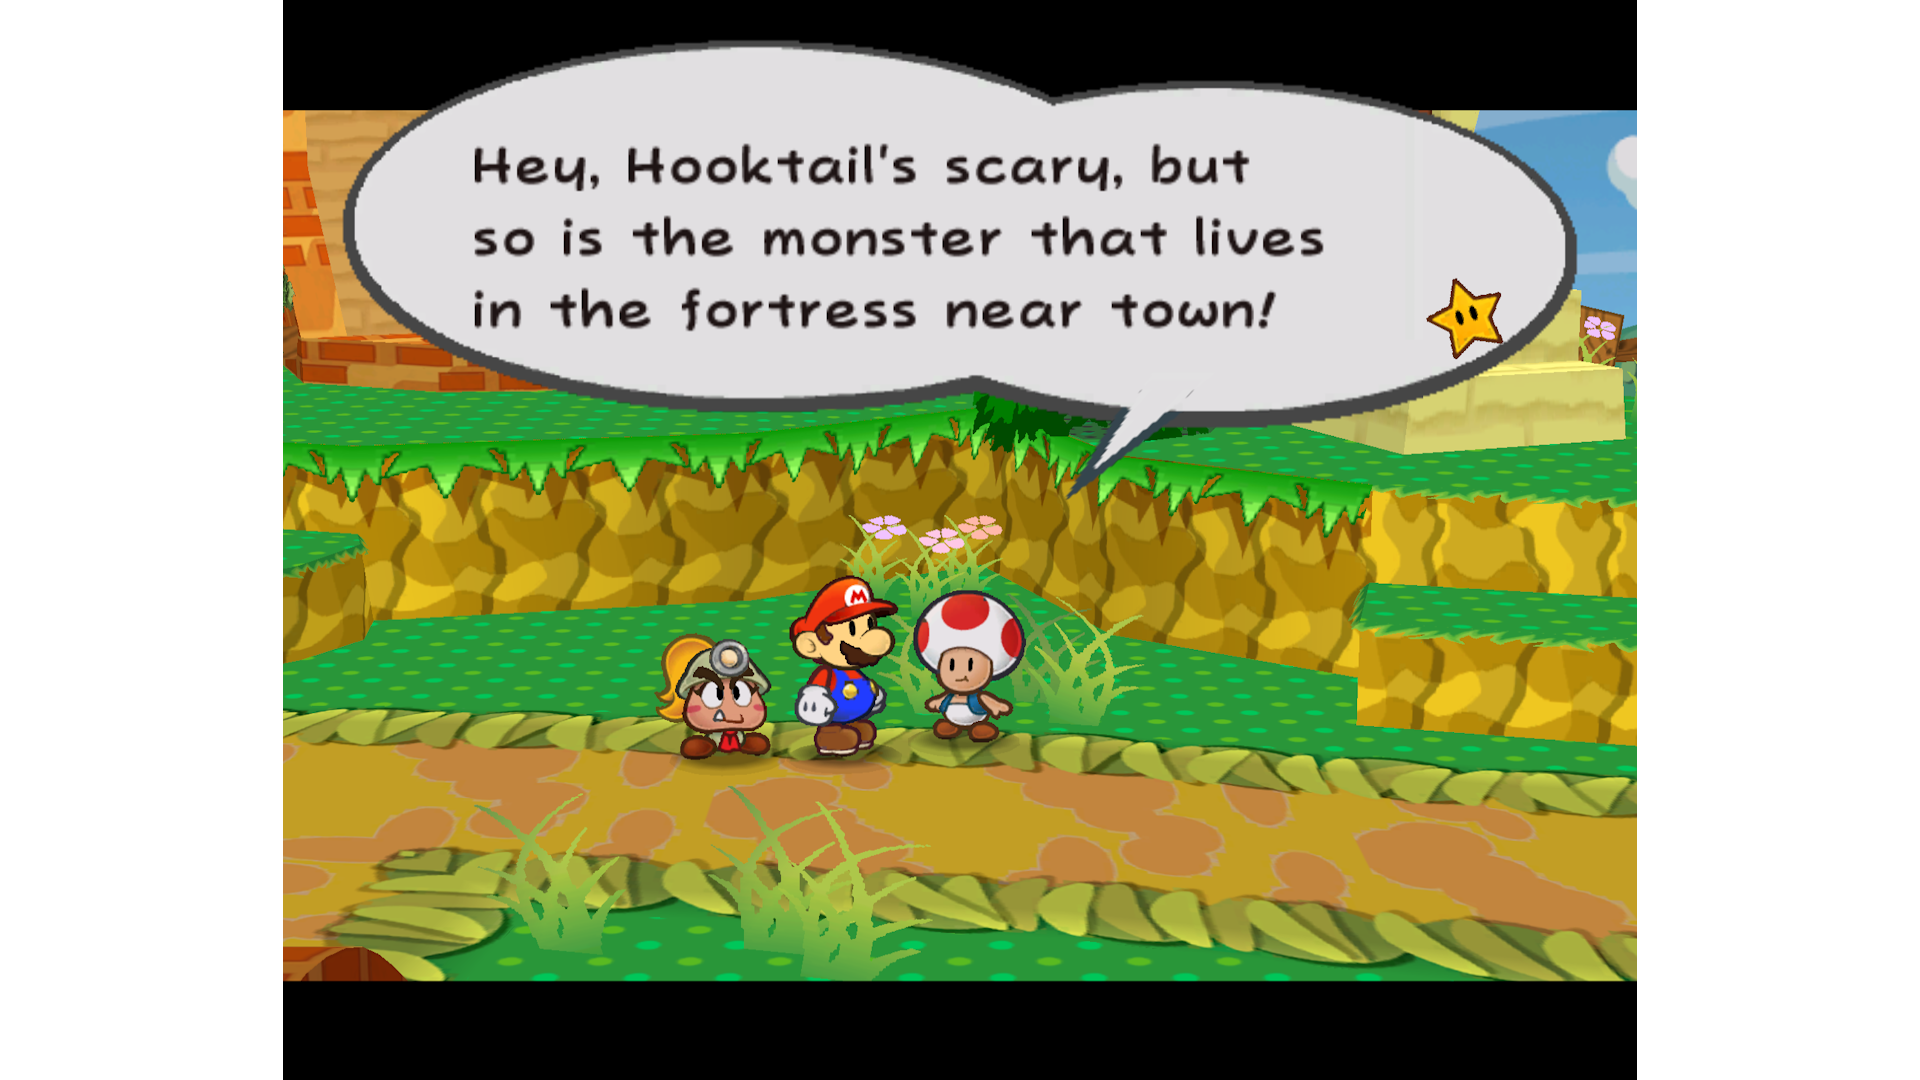 Hey, Hooktail's scary, but
so is the monster that lives
in the fortress near town!
M